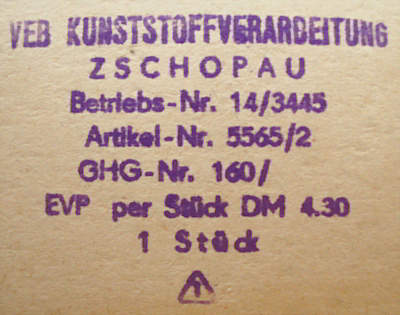 VEB KUNSTSTOFFVERARBEITUNG
ZSCHOPAU
Betriebs-Nr. 14/3445
Artikel-Nr. 5565/2
GHG-Nr. 160/
EVP per Stück DM 4.30
1 Stück
1